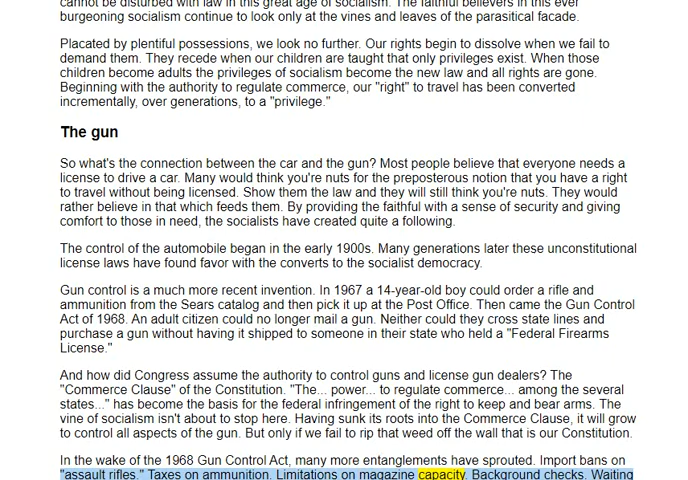 cannot be disturbed with law in this great age of socialism. The faithful believers in this ever
burgeoning socialism continue to look only at the vines and leaves of the parasitical facade.
Placated by plentiful possessions, we look no further. Our rights begin to dissolve when we fail to
demand them. They recede when our children are taught that only privileges exist. When those
children become adults the privileges of socialism become the new law and all rights are gone.
Beginning with the authority to regulate commerce, our "right" to travel has been converted
incrementally, over generations, to a "privilege."
The gun
So what's the connection between the car and the gun? Most people believe that everyone needs a
license to drive a car. Many would think you're nuts for the preposterous notion that you have a right
to travel without being licensed. Show them the law and they will still think you're nuts. They would
rather believe in that which feeds them. By providing the faithful with a sense of security and giving
comfort to those in need, the socialists have created quite a following.
The control of the automobile began in the early 1900s. Many generations later these unconstitutional
license laws have found favor with the converts to the socialist democracy.
Gun control is a much more recent invention. In 1967 a 14-year-old boy could order a rifle and
ammunition from the Sears catalog and then pick it up at the Post Office. Then came the Gun Control
Act of 1968. An adult citizen could no longer mail a gun. Neither could they cross state lines and
purchase a gun without having it shipped to someone in their state who held a "Federal Firearms
License."
And how did Congress assume the authority to control guns and license gun dealers? The
"Commerce Clause" of the Constitution. "The... power... to regulate commerce... among the several
states..." has become the basis for the federal infringement of the right to keep and bear arms. The
vine of socialism isn't about to stop here. Having sunk its roots into the Commerce Clause, it will grow
to control all aspects of the gun. But only if we fail to rip that weed off the wall that is our Constitution.
In the wake of the 1968 Gun Control Act, many more entanglements have sprouted. Import bans on
"assault rifles." Taxes on ammunition. Limitations on magazine capacity. Background checks. Waiting